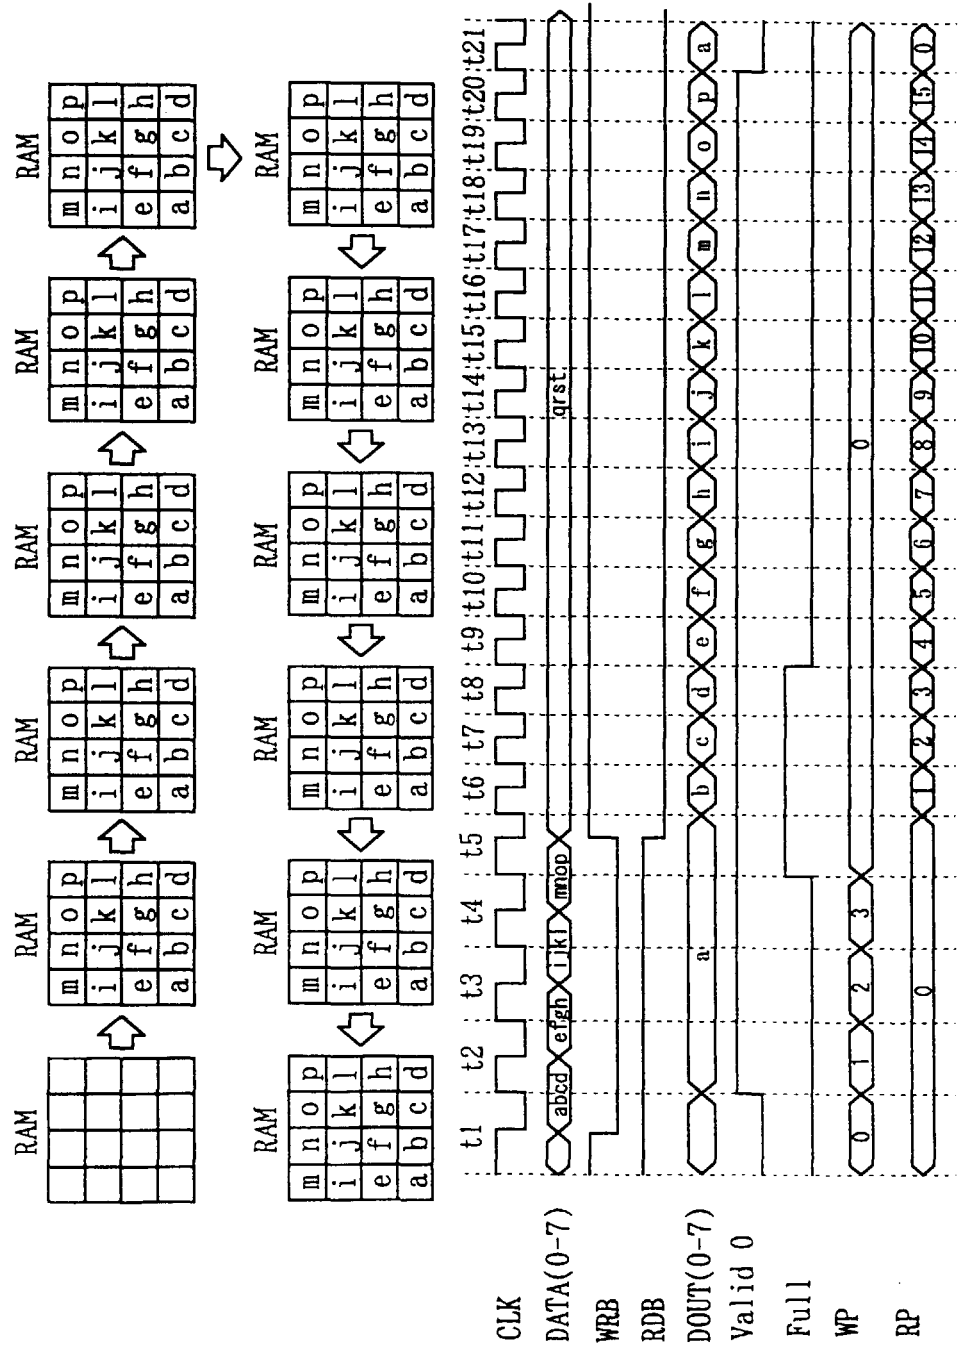 RAM RAM RAM RAM RAM RAM
m n o p m n o p m n o p m n o p m n o p
i j k l i j k l i j k l i j k l i j k l
e f g h e f g h e f g h e f g h e f g h
a b c d a b c d a b c d a b c d a b c d
RAM RAM RAM RAM RAM RAM
m n o p m n o p m n o p m n o p m n o p m n o p
i j k l i j k l i j k l i j k l i j k l i j k l
e f g h e f g h e f g h e f g h e f g h e f g h
a b c d a b c d a b c d a b c d a b c d a b c d
t1 t2 t3 t4 t5 t6 t7 t8 t9 t10 t11 t12 t13 t14 t15 t16 t17 t18 t19 t20 t21
CLK
DATA(0-7) abcd efgh ijkl mnop qrst
WRB
RDB
DOUT(0-7) a b c d e f g h i j k l m n o p a
Valid 0
Full
WP 0 1 2 3 0
RP 0 1 2 3 4 5 6 7 8 9 10 11 12 13 14 15 0